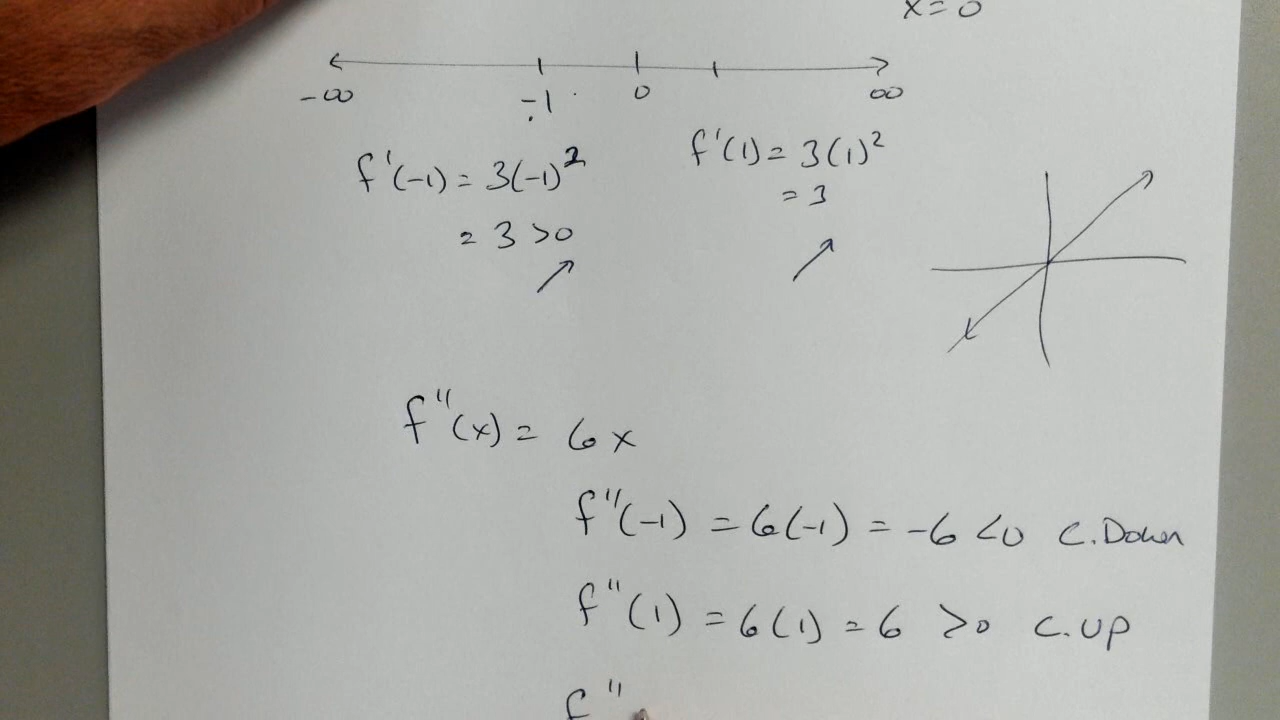 x = 0
-∞ -1 0 ∞
f'(-1) = 3(-1)²
= 3 >0
f'(1) = 3(1)²
= 3
f''(x) = 6x
f''(-1) = 6(-1) = -6 <0 C. Down
f''(1) = 6(1) = 6 >0 C. UP
f''